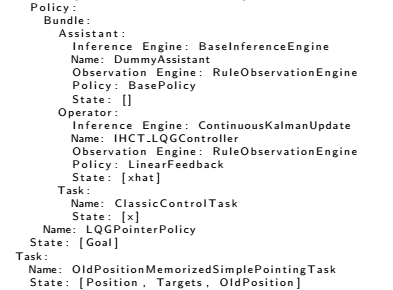 Policy:
Bundle:
Assistant:
Inference Engine: BaseInferenceEngine
Name: DummyAssistant
Observation Engine: RuleObservationEngine
Policy: BasePolicy
State: []
Operator:
Inference Engine: ContinuousKalmanUpdate
Name: IHCT_LQGController
Observation Engine: RuleObservationEngine
Policy: LinearFeedback
State: [xhat]
Task:
Name: ClassicControlTask
State: [x]
Name: LQGPointerPolicy
State: [Goal]
Task:
Name: OldPositionMemorizedSimplePointingTask
State: [Position, Targets, OldPosition]